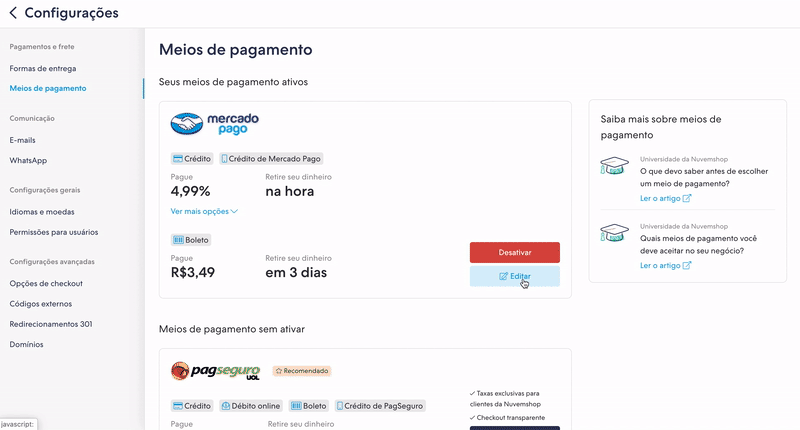 Configurações
Pagamentos e frete
Formas de entrega
Meios de pagamento
Comunicação
E-mails
WhatsApp
Configurações gerais
Idiomas e moedas
Permissões para usuários
Configurações avançadas
Opções de checkout
Códigos externos
Redirecionamentos 301
Domínios
javascript:
Meios de pagamento
Seus meios de pagamento ativos
mercado
pago
Crédito
Crédito de Mercado Pago
Pague
Retire seu dinheiro
4,99%
na hora
Ver mais opções
Boleto
Pague
Retire seu dinheiro
R$3,49
em 3 dias
Desativar
Editar
Meios de pagamento sem ativar
pagseguro
UOL
Recomendado
Crédito
Débito online
Boleto
Crédito de PagSeguro
Pague
Retire seu dinheiro
Taxas exclusivas para
clientes da Nuvemshop
Checkout transparente
Saiba mais sobre meios de
pagamento
Universidade da Nuvemshop
O que devo saber antes de escolher
um meio de pagamento?
Ler o artigo
Universidade da Nuvemshop
Quais meios de pagamento você
deve aceitar no seu negócio?
Ler o artigo